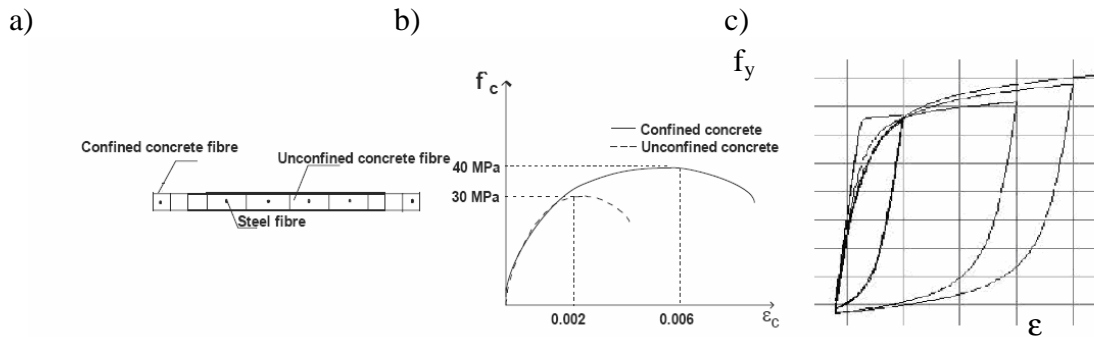 a)
b)
c)
Confined concrete fibre
Unconfined concrete fibre
Steel fibre
f c
40 MPa
30 MPa
Confined concrete
Unconfined concrete
0.002
0.006
εc
fy
ε